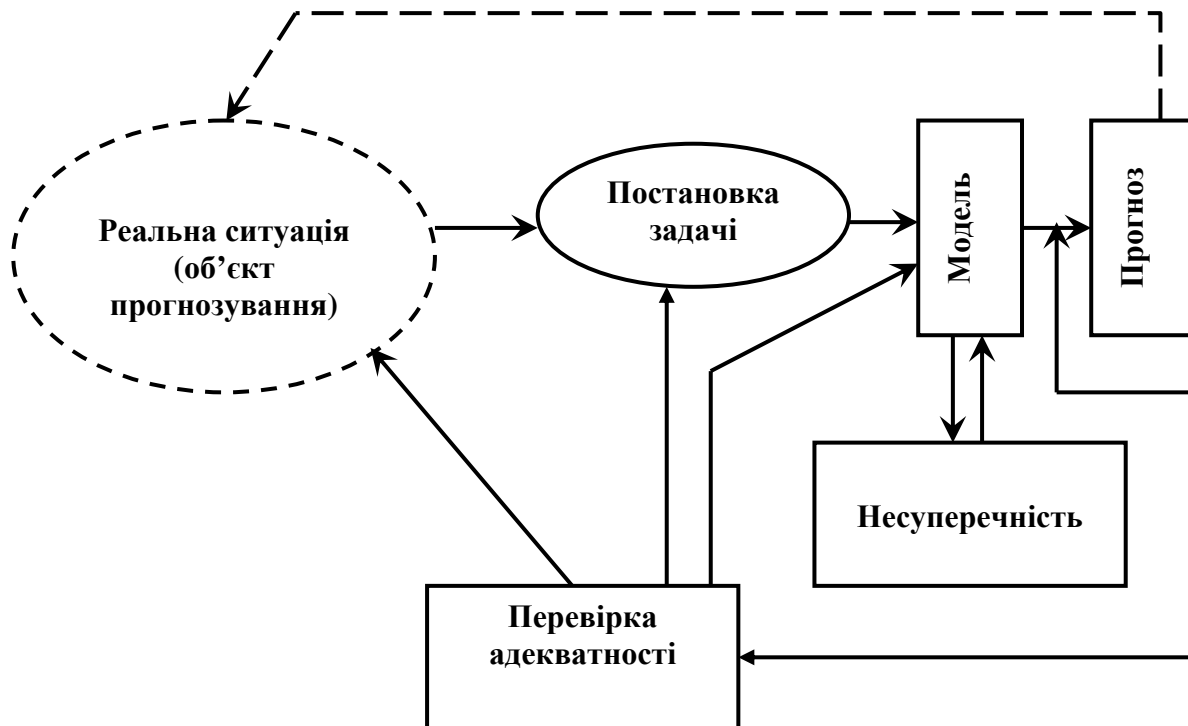 Реальна ситуація
(об’єкт
прогнозування)
Постановка
задачі
Модель
Прогноз
Несуперечність
Перевірка
адекватності